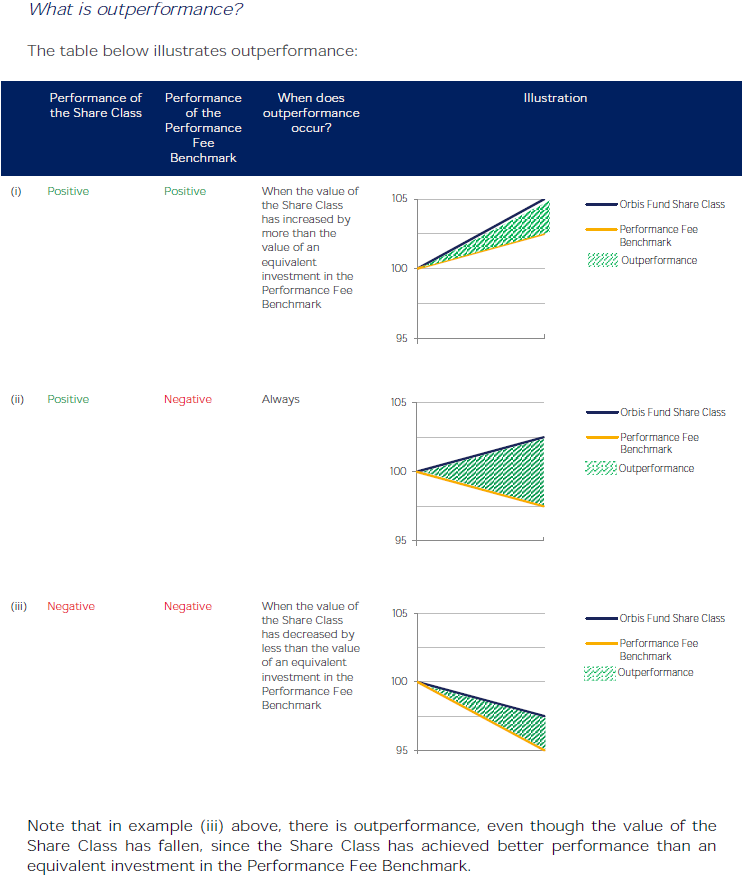 What is outperformance?
The table below illustrates outperformance:
Performance of
the Share Class
Performance
of the
Performance
Fee
Benchmark
When does
outperformance
occur?
Illustration
(i)
Positive
Positive
When the value of
the Share Class
has increased by
more than the
value of an
equivalent
investment in the
Performance Fee
Benchmark
105
100
95
Orbis Fund Share Class
Performance Fee
Benchmark
Outperformance
(ii)
Positive
Negative
Always
105
100
95
Orbis Fund Share Class
Performance Fee
Benchmark
Outperformance
(iii)
Negative
Negative
When the value of
the Share Class
has decreased by
less than the value
of an equivalent
investment in the
Performance Fee
Benchmark
105
100
95
Orbis Fund Share Class
Performance Fee
Benchmark
Outperformance
Note that in example (iii) above, there is outperformance, even though the value of the
Share Class has fallen, since the Share Class has achieved better performance than an
equivalent investment in the Performance Fee Benchmark.